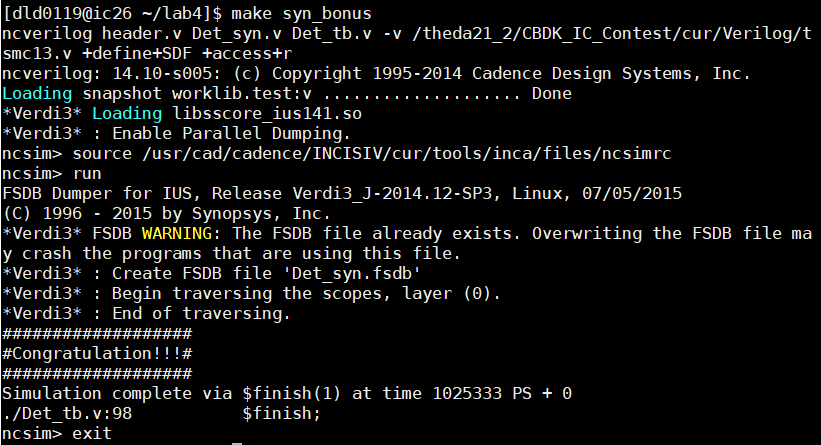 [dld0119@ic26 ~/lab4]$ make syn_bonus
ncverilog header.v Det_syn.v Det_tb.v -v /theda21_2/CBDK_IC_Contest/cur/Verilog/t
smc13.v +define+SDF +access+r
ncverilog: 14.10-s005: (c) Copyright 1995-2014 Cadence Design Systems, Inc.
Loading snapshot worklib.test:v .................... Done
*Verdi3* Loading libsscore_ius141.so
*Verdi3* : Enable Parallel Dumping.
ncsim> source /usr/cad/cadence/INCISIV/cur/tools/inca/files/ncsimrc
ncsim> run
FSDB Dumper for IUS, Release Verdi3_J-2014.12-SP3, Linux, 07/05/2015
(C) 1996 - 2015 by Synopsys, Inc.
*Verdi3* FSDB WARNING: The FSDB file already exists. Overwriting the FSDB file ma
y crash the programs that are using this file.
*Verdi3* : Create FSDB file 'Det_syn.fsdb'
*Verdi3* : Begin traversing the scopes, layer (0).
*Verdi3* : End of traversing.
###################
#Congratulation!!!#
###################
Simulation complete via $finish(1) at time 1025333 PS + 0
./Det_tb.v:98           $finish;
ncsim> exit